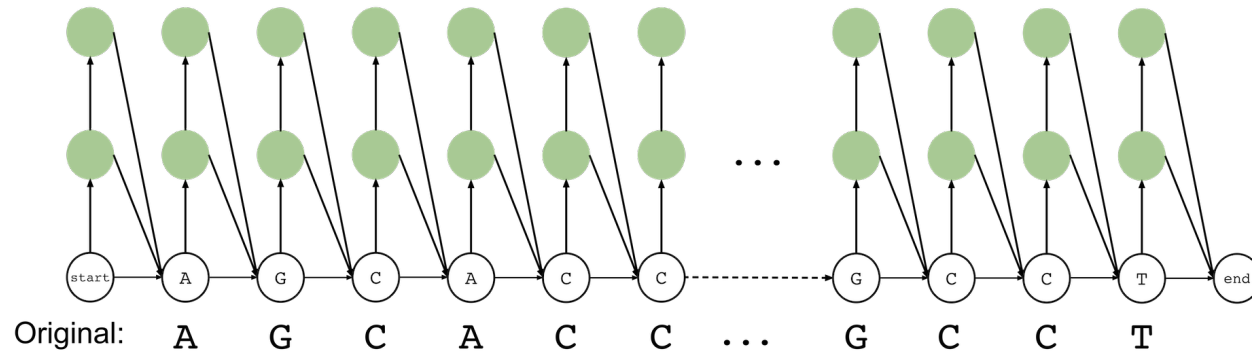 ...
start A G C A C C G C C T end
Original: A G C A C C ... G C C T